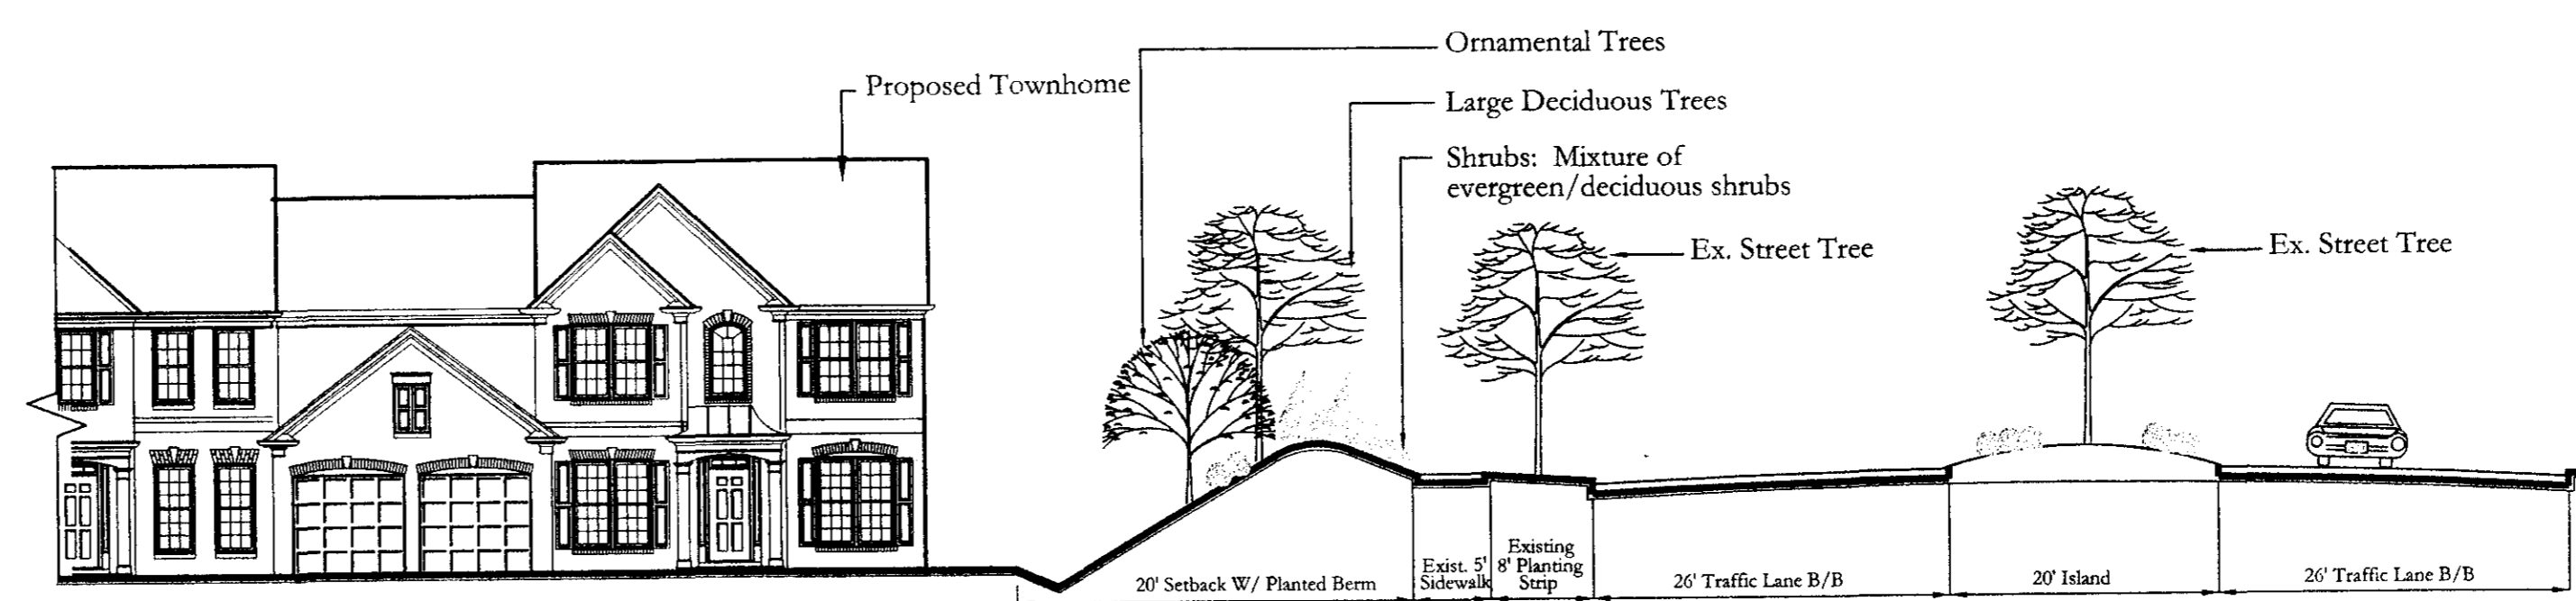 Ornamental Trees
Proposed Townhome
Large Deciduous Trees
Shrubs: Mixture of
evergreen/deciduous shrubs
Ex. Street Tree
Ex. Street Tree
20' Setback W/ Planted Berm
Exist. 5'
Sidewalk
Existing
8' Planting
Strip
26' Traffic Lane B/B
20' Island
26' Traffic Lane B/B